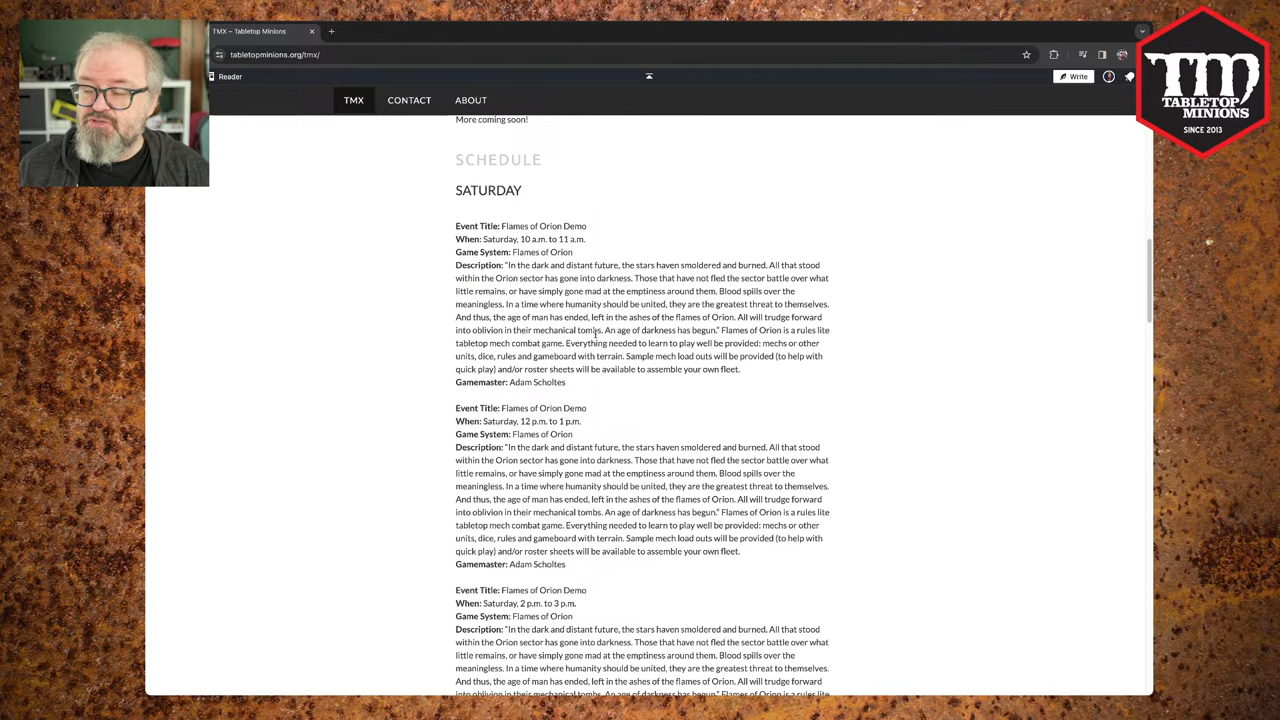 TMX – Tabletop Minions
tabletopminions.org/tmx/
Reader
Write
TMX
CONTACT
ABOUT
TM
TABLETOP
MINIONS
SINCE 2013
More coming soon!
SCHEDULE
SATURDAY
Event Title: Flames of Orion Demo
When: Saturday, 10 a.m. to 11 a.m.
Game System: Flames of Orion
Description: “In the dark and distant future, the stars haven smoldered and burned. All that stood
within the Orion sector has gone into darkness. Those that have not fled the sector battle over what
little remains, or have simply gone mad at the emptiness around them. Blood spills over the
meaningless. In a time where humanity should be united, they are the greatest threat to themselves.
And thus, the age of man has ended, left in the ashes of the flames of Orion. All will trudge forward
into oblivion in their mechanical tombs. An age of darkness has begun.” Flames of Orion is a rules lite
tabletop mech combat game. Everything needed to learn to play well be provided: mechs or other
units, dice, rules and gameboard with terrain. Sample mech load outs will be provided (to help with
quick play) and/or roster sheets will be available to assemble your own fleet.
Gamemaster: Adam Scholtes
Event Title: Flames of Orion Demo
When: Saturday, 12 p.m. to 1 p.m.
Game System: Flames of Orion
Description: “In the dark and distant future, the stars haven smoldered and burned. All that stood
within the Orion sector has gone into darkness. Those that have not fled the sector battle over what
little remains, or have simply gone mad at the emptiness around them. Blood spills over the
meaningless. In a time where humanity should be united, they are the greatest threat to themselves.
And thus, the age of man has ended, left in the ashes of the flames of Orion. All will trudge forward
into oblivion in their mechanical tombs. An age of darkness has begun.” Flames of Orion is a rules lite
tabletop mech combat game. Everything needed to learn to play well be provided: mechs or other
units, dice, rules and gameboard with terrain. Sample mech load outs will be provided (to help with
quick play) and/or roster sheets will be available to assemble your own fleet.
Gamemaster: Adam Scholtes
Event Title: Flames of Orion Demo
When: Saturday, 2 p.m. to 3 p.m.
Game System: Flames of Orion
Description: “In the dark and distant future, the stars haven smoldered and burned. All that stood
within the Orion sector has gone into darkness. Those that have not fled the sector battle over what
little remains, or have simply gone mad at the emptiness around them. Blood spills over the
meaningless. In a time where humanity should be united, they are the greatest threat to themselves.
And thus, the age of man has ended, left in the ashes of the flames of Orion. All will trudge forward
into oblivion in their mechanical tombs. An age of darkness has begun.” Flames of Orion is a rules lite